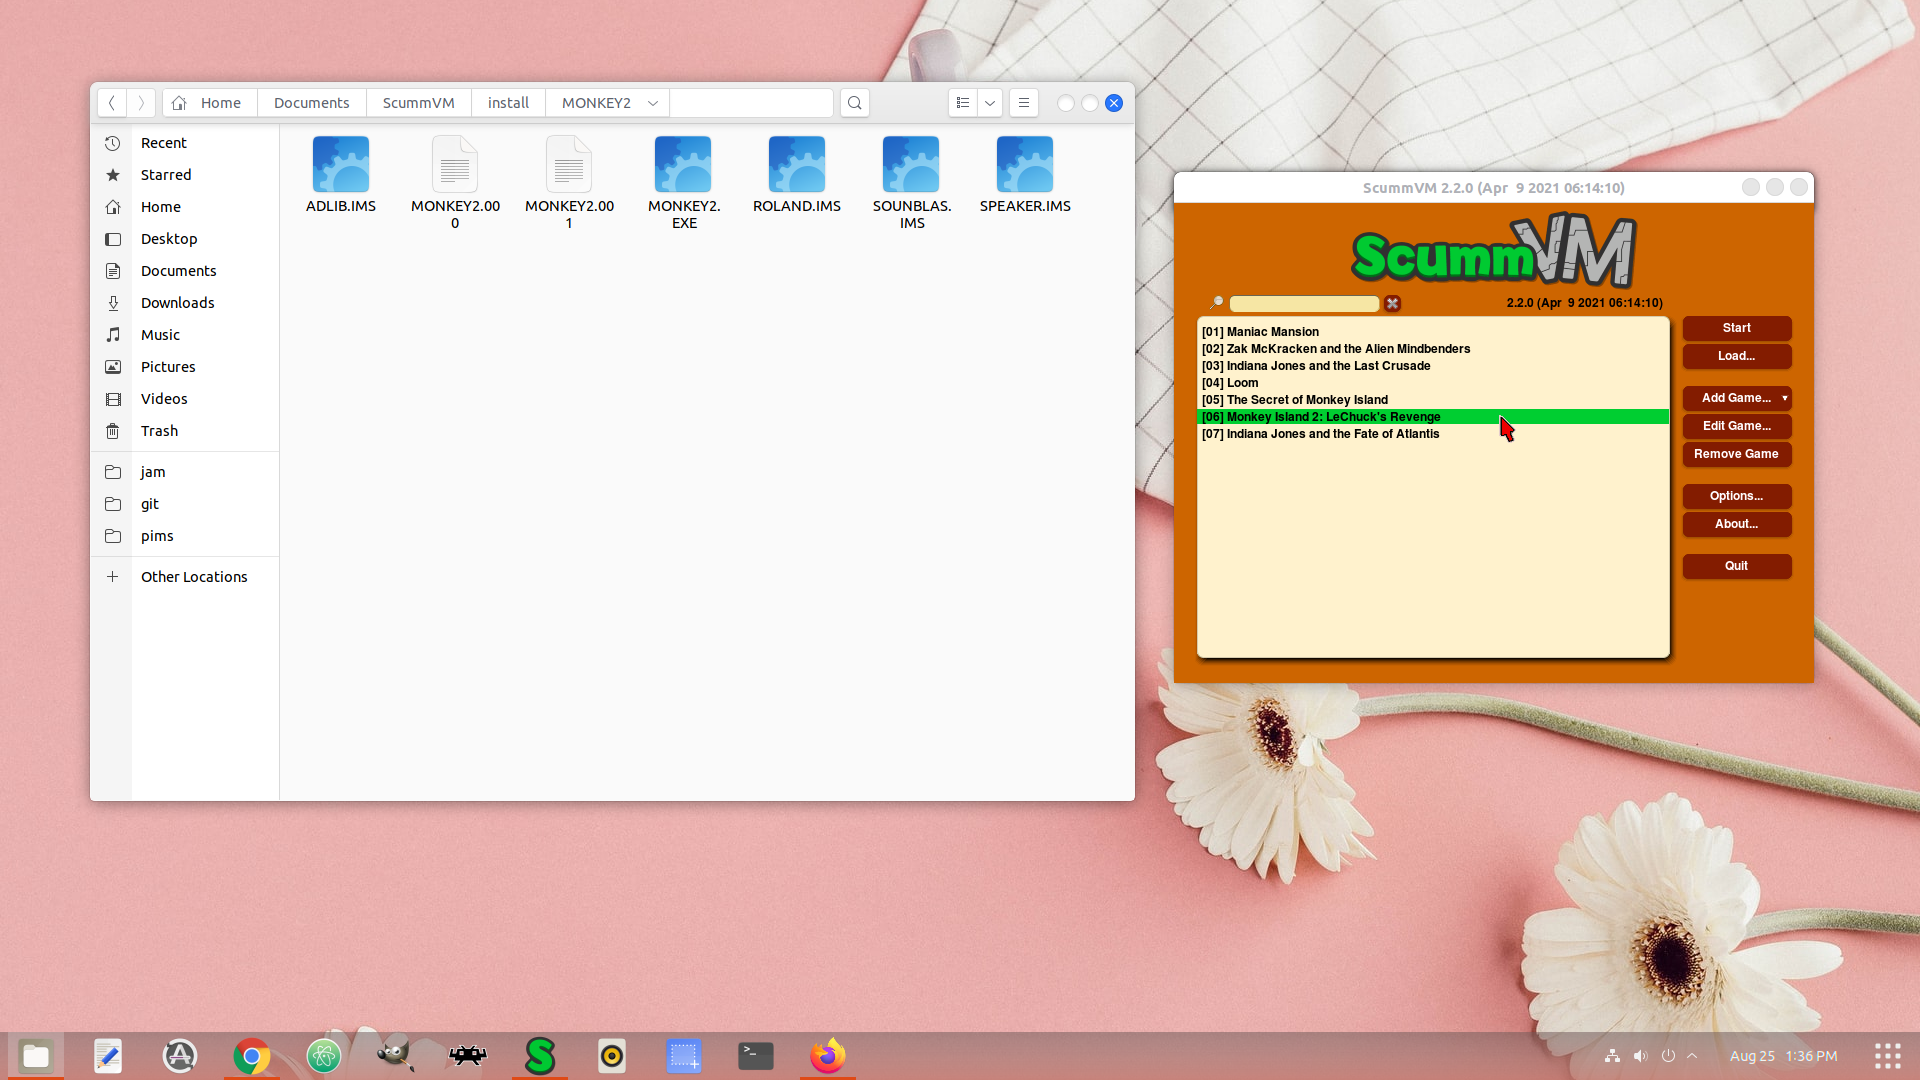 Home Documents ScummVM install MONKEY2
Recent
Starred
Home
Desktop
Documents
Downloads
Music
Pictures
Videos
Trash
jam
git
pims
Other Locations
ADLIB.IMS
MONKEY2.00
0
MONKEY2.00
1
MONKEY2.
EXE
ROLAND.IMS
SOUNBLAS.
IMS
SPEAKER.IMS
ScummVM 2.2.0 (Apr  9 2021 06:14:10)
ScummVM
2.2.0 (Apr  9 2021 06:14:10)
[01] Maniac Mansion
[02] Zak McKracken and the Alien Mindbenders
[03] Indiana Jones and the Last Crusade
[04] Loom
[05] The Secret of Monkey Island
[06] Monkey Island 2: LeChuck's Revenge
[07] Indiana Jones and the Fate of Atlantis
Start
Load...
Add Game...
Edit Game...
Remove Game
Options...
About...
Quit
Aug 25 1:36 PM